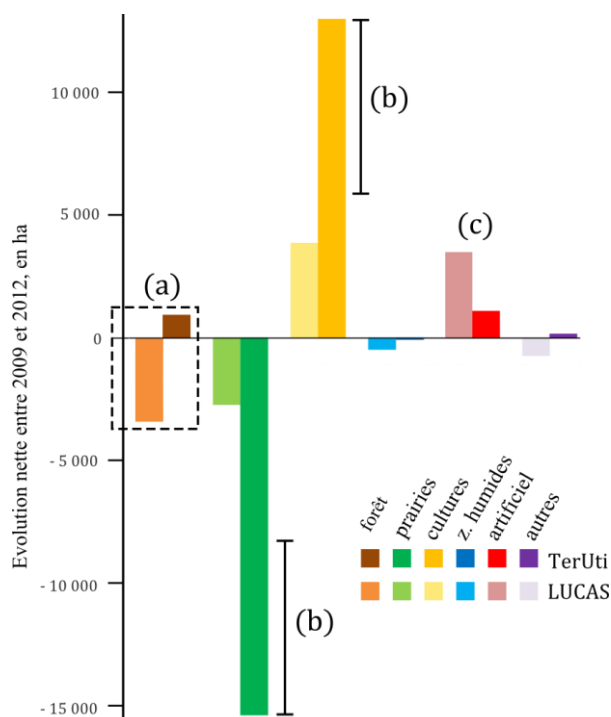 Evolution nette entre 2009 et 2012, en ha
10 000
5 000
0
- 5 000
- 10 000
- 15 000
(a)
(b)
(c)
(b)
forêt
prairies
cultures
z. humides
artificiel
autres
TerUti
LUCAS